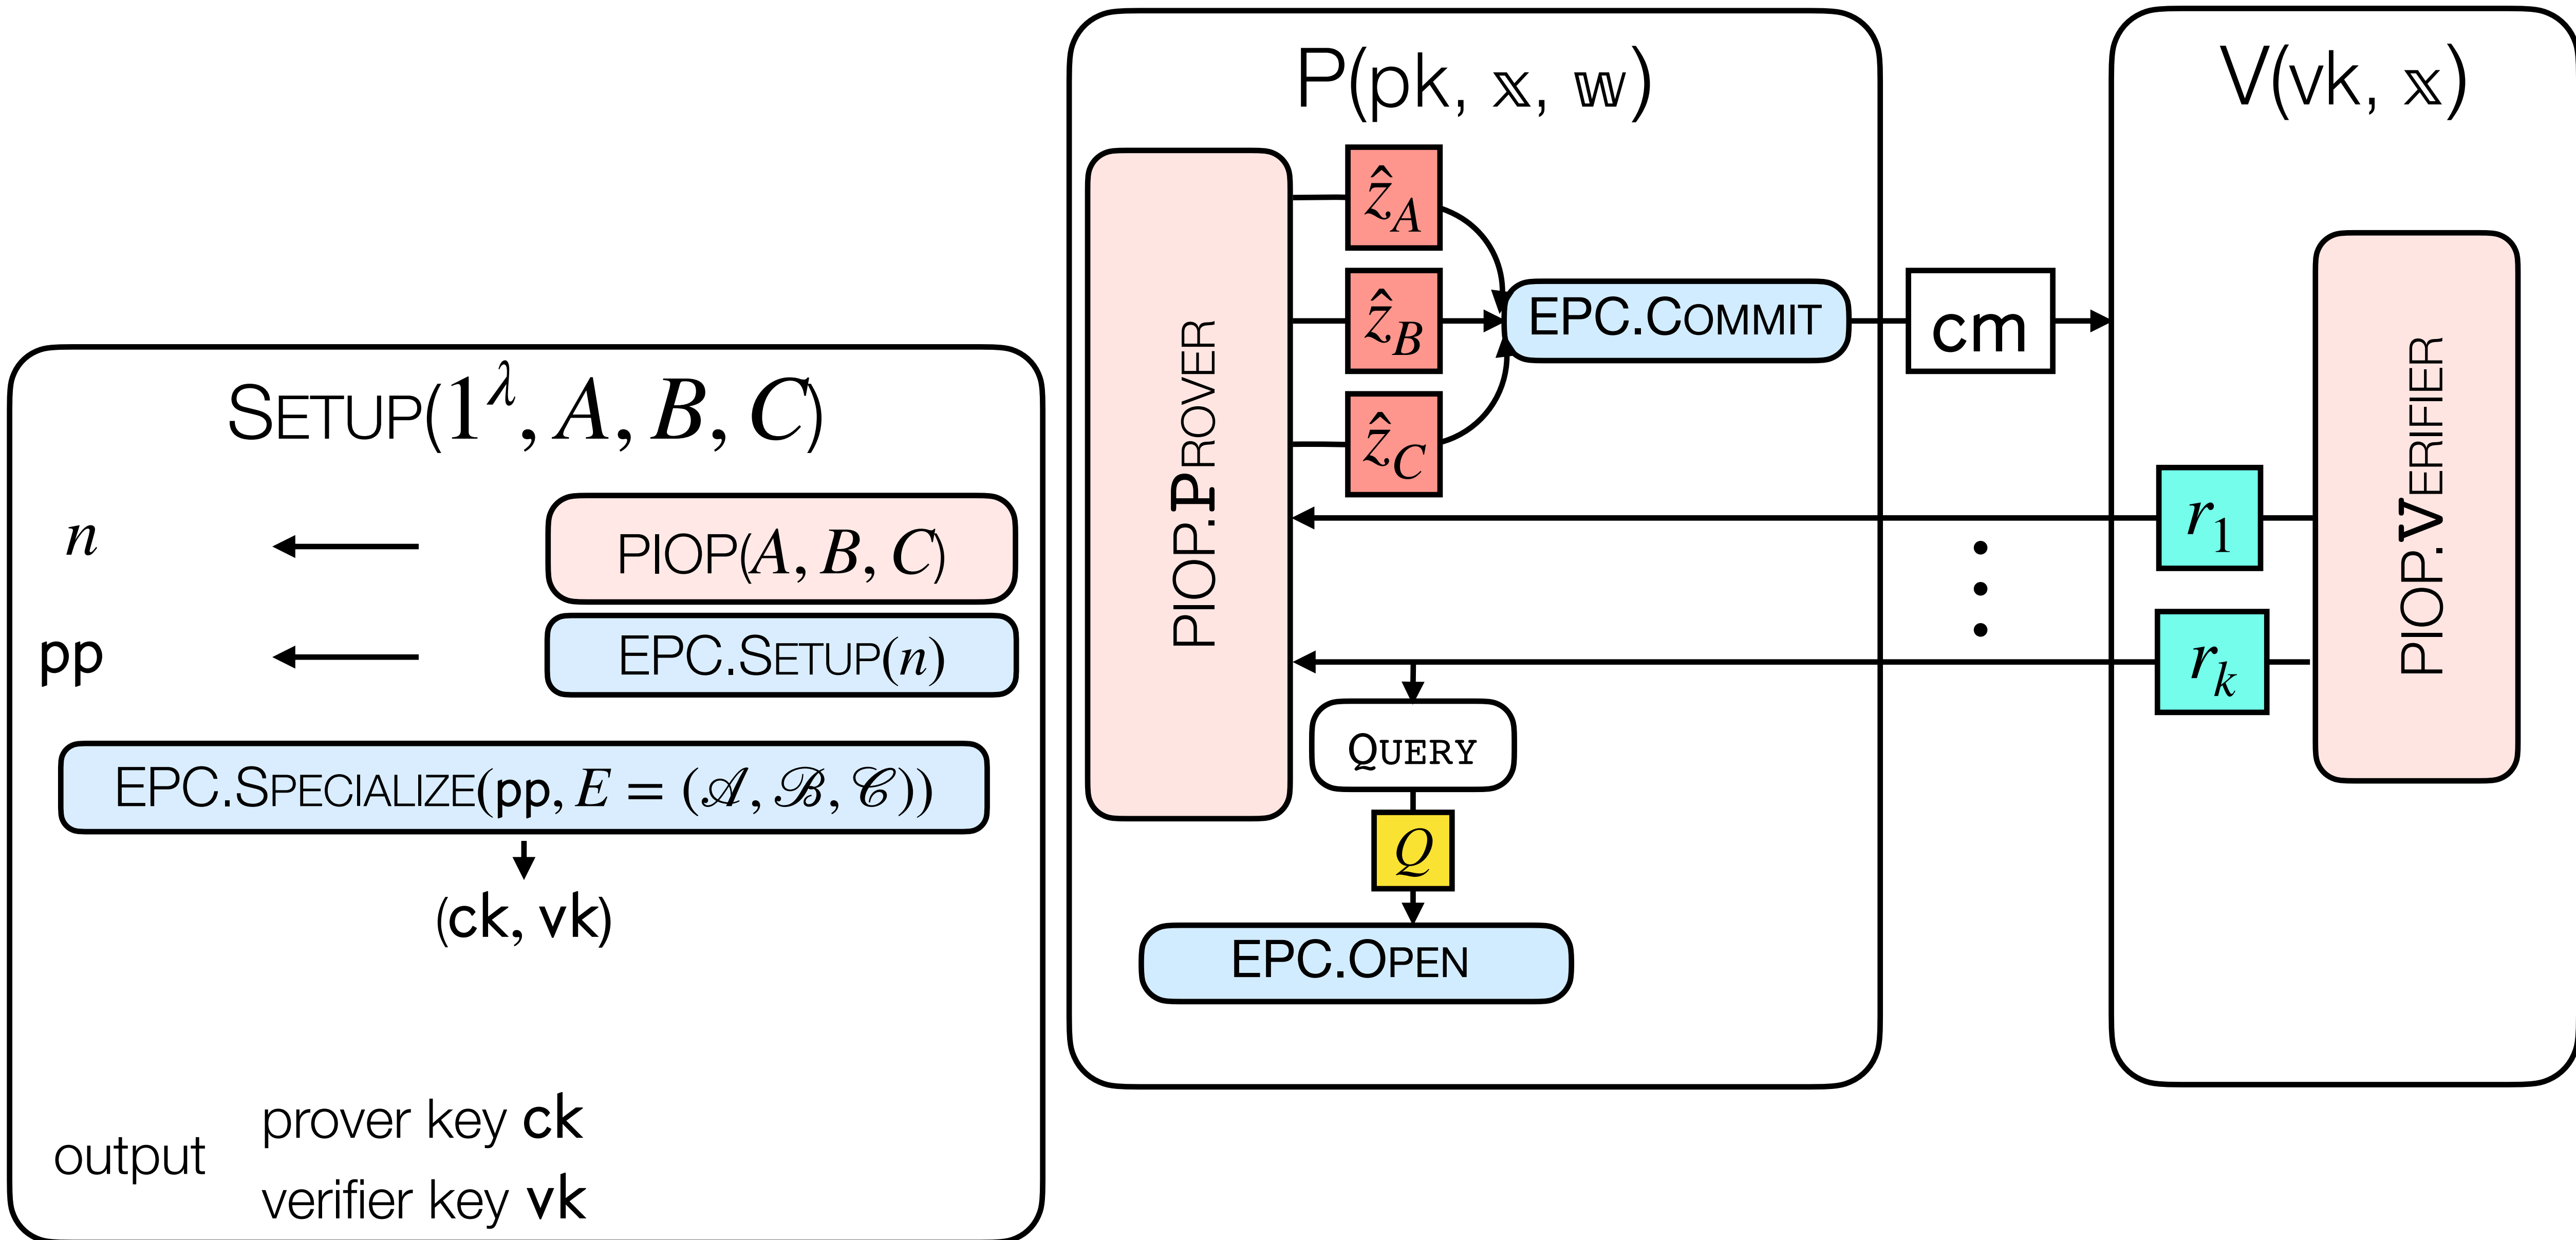 SETUP(1^λ, A, B, C)
n
PIOP(A, B, C)
pp
EPC.SETUP(n)
EPC.SPECIALIZE(pp, E = (𝒜, ℬ, 𝒞))
(ck, vk)
output
prover key ck
verifier key vk
P(pk, 𝕩, 𝕨)
PIOP.PROVER
ẑ_A
ẑ_B
ẑ_C
EPC.COMMIT
cm
QUERY
Q
EPC.OPEN
V(vk, 𝕩)
r_1
r_k
PIOP.VERIFIER